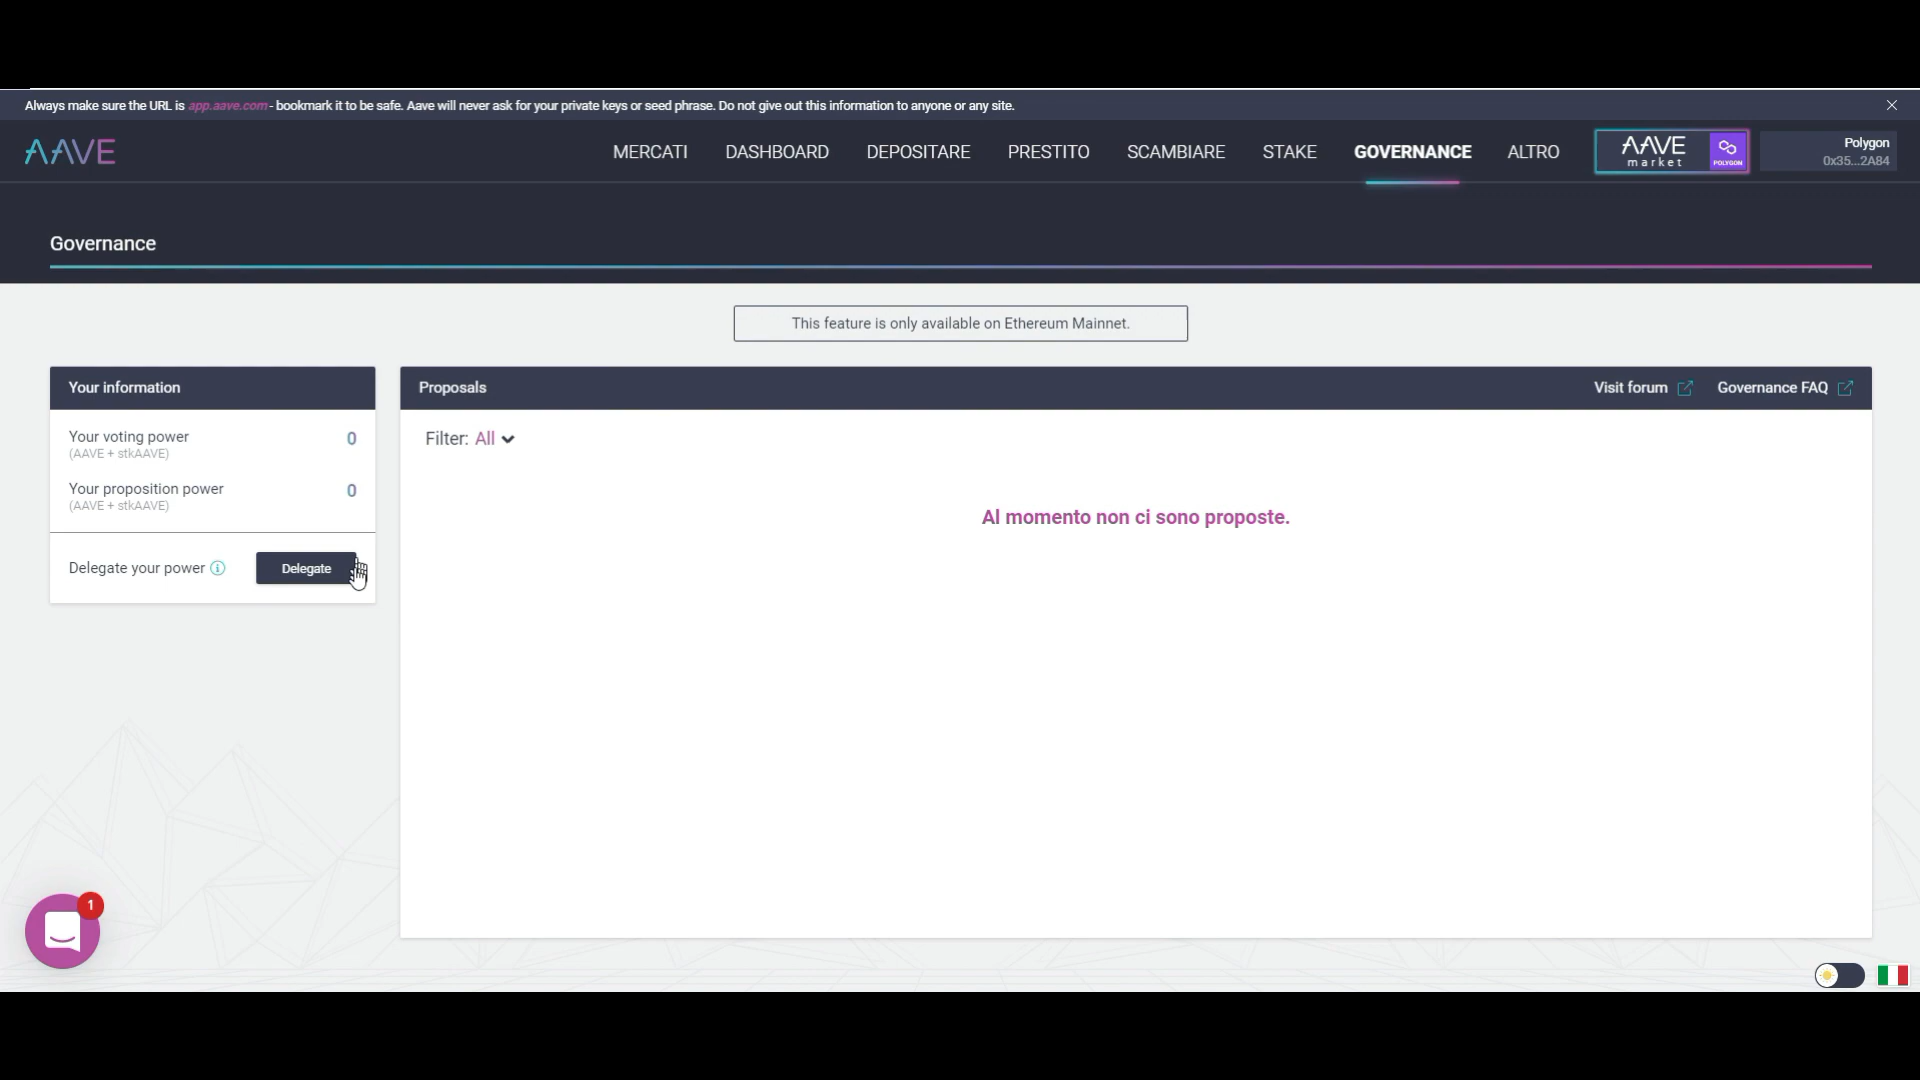 Always make sure the URL is app.aave.com - bookmark it to be safe. Aave will never ask for your private keys or seed phrase. Do not give out this information to anyone or any site.
AAVE
MERCATI
DASHBOARD
DEPOSITARE
PRESTITO
SCAMBIARE
STAKE
GOVERNANCE
ALTRO
AAVE
market
POLYGON
Polygon
0x35...2A84
Governance
This feature is only available on Ethereum Mainnet.
Your information
Your voting power
(AAVE + stkAAVE)
0
Your proposition power
(AAVE + stkAAVE)
0
Delegate your power
Delegate
Proposals
Visit forum
Governance FAQ
Filter: All
Al momento non ci sono proposte.
1